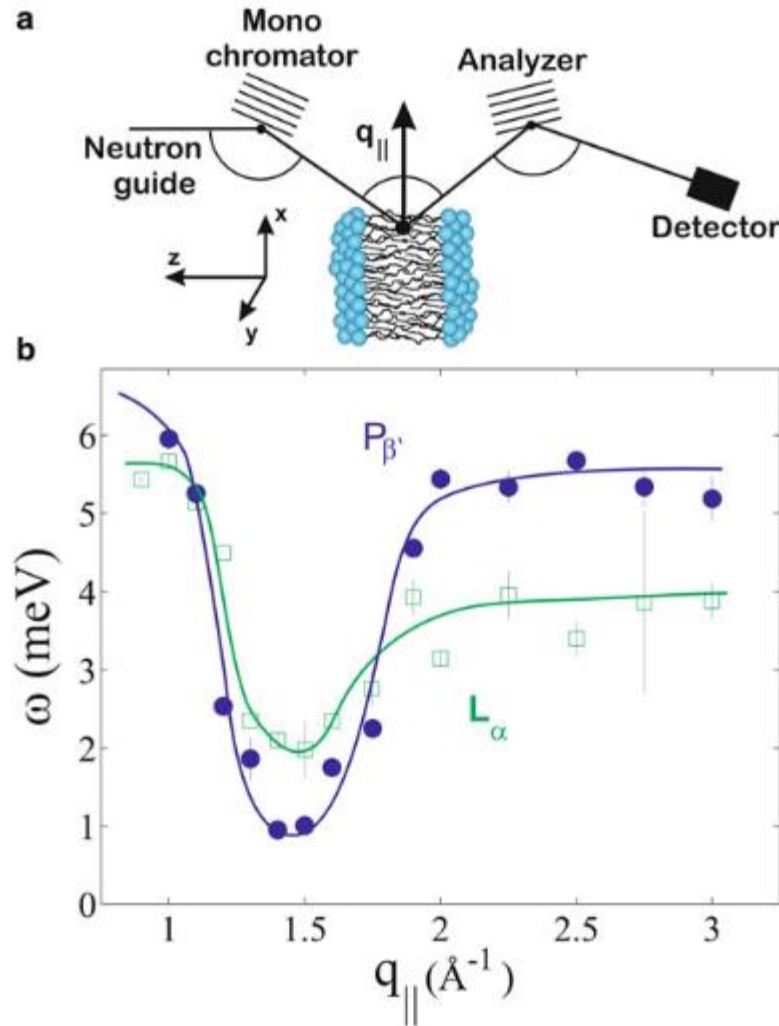 a
Mono
chromator
Analyzer
q||
Neutron
guide
Detector
x
z
y
b
Pβ'
Lα
ω (meV)
6
5
4
3
2
1
0
1
1.5
2
2.5
3
q|| (Å⁻¹)